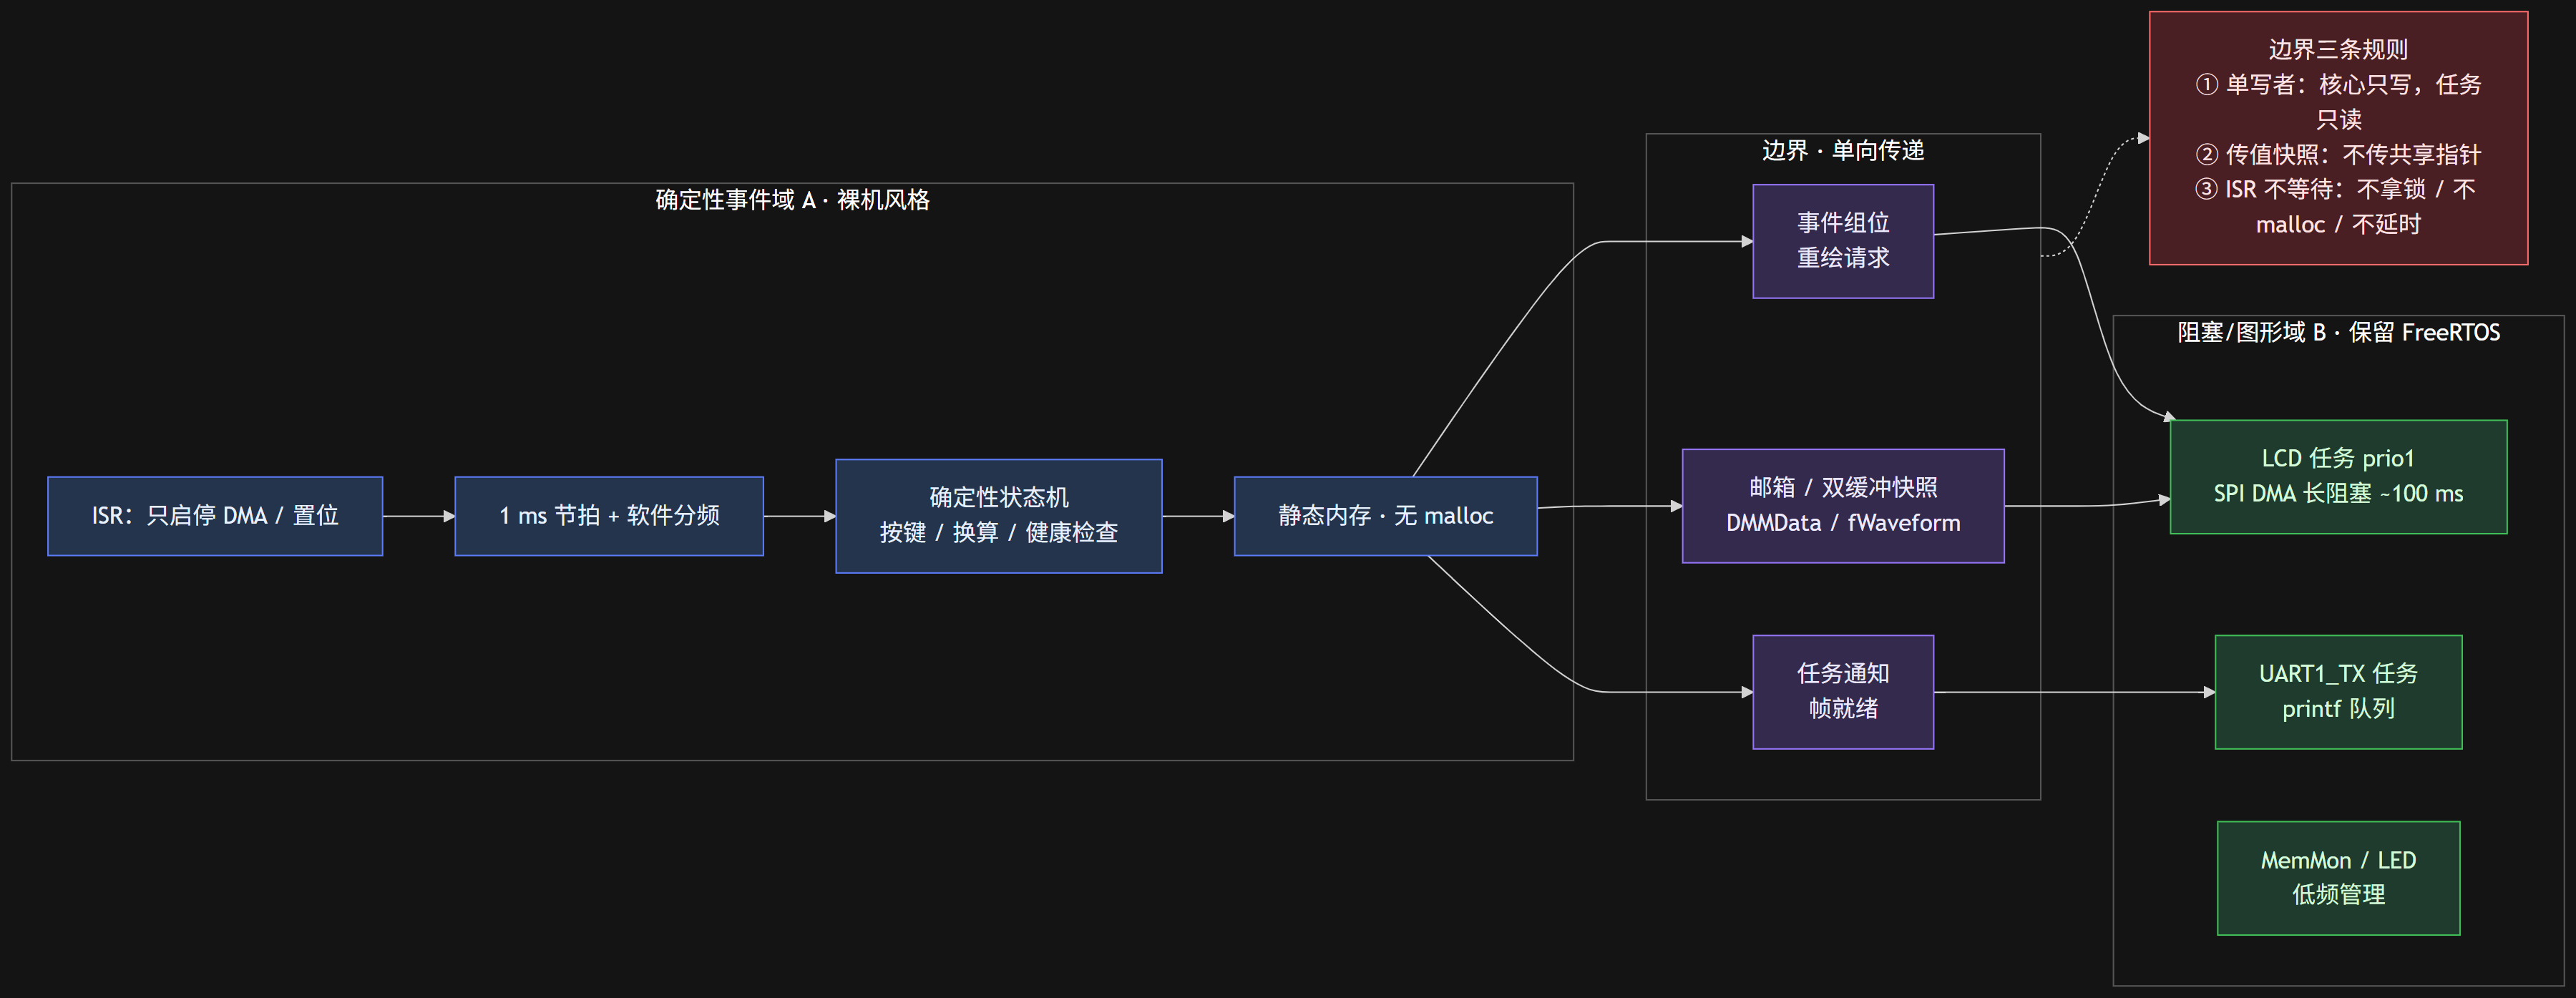 确定性事件域 A · 裸机风格
ISR：只启停 DMA / 置位
1 ms 节拍 + 软件分频
确定性状态机
按键 / 换算 / 健康检查
静态内存 · 无 malloc
边界 · 单向传递
事件组位
重绘请求
邮箱 / 双缓冲快照
DMMData / fWaveform
任务通知
帧就绪
边界三条规则
① 单写者：核心只写，任务
只读
② 传值快照：不传共享指针
③ ISR 不等待：不拿锁 / 不
malloc / 不延时
阻塞/图形域 B · 保留 FreeRTOS
LCD 任务 prio1
SPI DMA 长阻塞 ~100 ms
UART1_TX 任务
printf 队列
MemMon / LED
低频管理